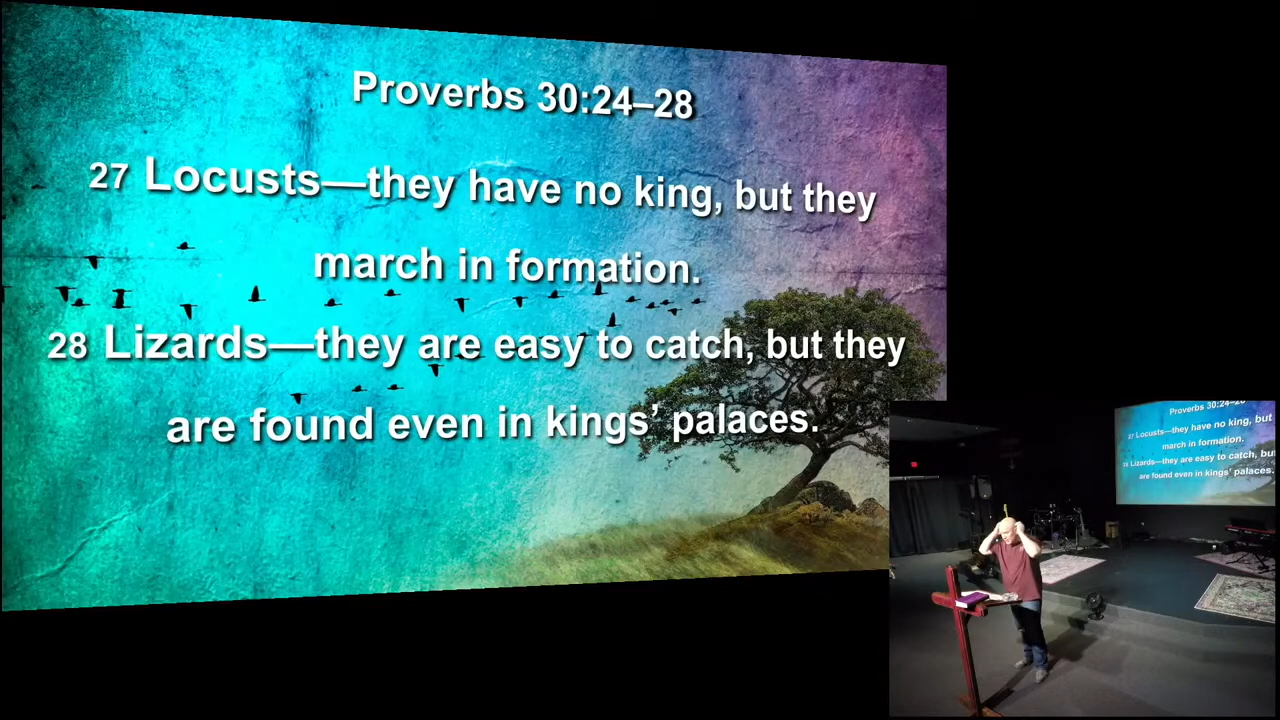 Proverbs 30:24–28
27 Locusts—they have no king, but they
march in formation.
28 Lizards—they are easy to catch, but they
are found even in kings’ palaces.
Proverbs 30:24–28
27 Locusts—they have no king, but
march in formation.
28 Lizards—they are easy to catch, but
are found even in kings’ palaces.